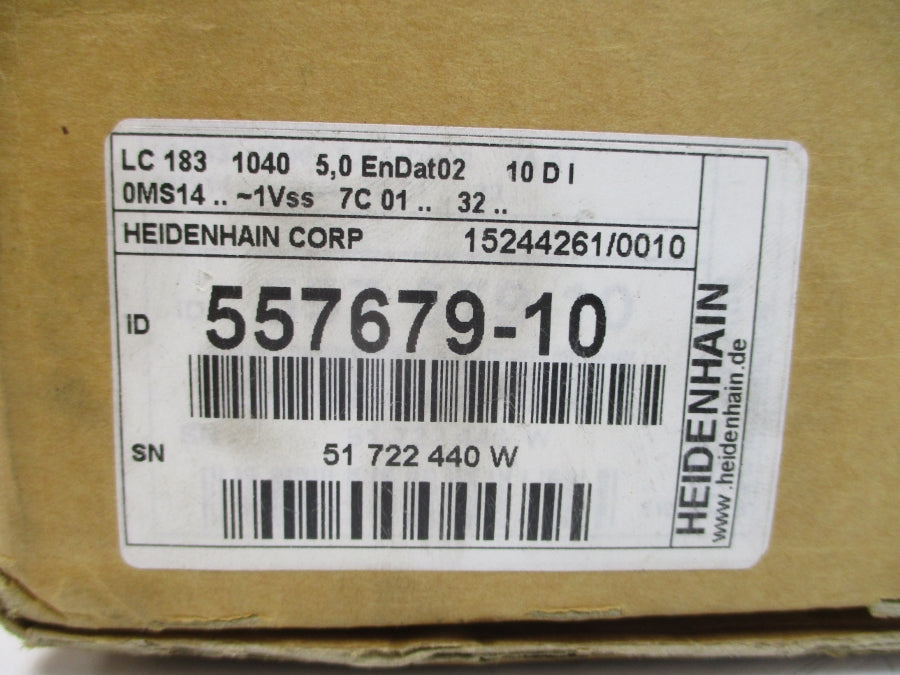 LC 183 1040 5,0 EnDat02 10 D I
0MS14 .. ~1Vss 7C 01 .. 32 ..
HEIDENHAIN CORP 15244261/0010
ID 557679-10
SN 51 722 440 W
HEIDENHAIN
www.heidenhain.de